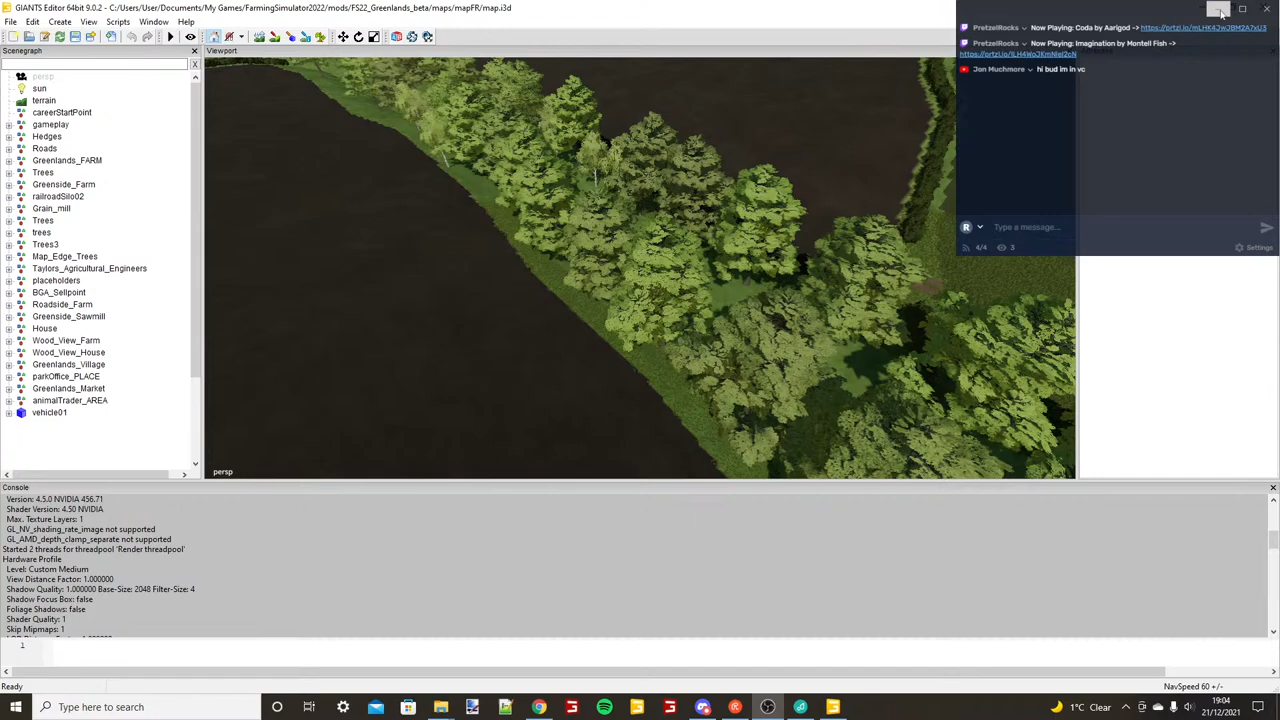 GIANTS Editor 64bit 9.0.2 - C:/Users/User/Documents/My Games/FarmingSimulator2022/mods/FS22_Greenlands_beta/maps/mapFR/map.i3d
File Edit Create View Scripts Window Help
Scenegraph
Viewport
persp
sun
terrain
careerStartPoint
gameplay
Hedges
Roads
Greenlands_FARM
Trees
Greenside_Farm
railroadSilo02
Grain_mill
Trees
trees
Trees3
Map_Edge_Trees
Taylors_Agricultural_Engineers
placeholders
BGA_Sellpoint
Roadside_Farm
Greenside_Sawmill
House
Wood_View_Farm
Wood_View_House
Greenlands_Village
parkOffice_PLACE
Greenlands_Market
animalTrader_AREA
vehicle01
persp
PretzelRocks Now Playing: Coda by Aarigod ->
PretzelRocks Now Playing: Imagination by Montell Fish ->
Jon Muchmore hi bud im in vc
R Type a message...
4/4 3 Settings
Console
Version: 4.5.0 NVIDIA 456.71
Shader Version: 4.50 NVIDIA
Max. Texture Layers: 1
GL_NV_shading_rate_image not supported
GL_AMD_depth_clamp_separate not supported
Started 2 threads for threadpool 'Render threadpool'
Hardware Profile
Level: Custom Medium
View Distance Factor: 1.000000
Shadow Quality: 1.000000 Base-Size: 2048 Filter-Size: 4
Shadow Focus Box: false
Foliage Shadows: false
Shader Quality: 1
Skip Mipmaps: 1
1
Ready
NavSpeed 60 +/-
Type here to search
1°C Clear
19:04
21/12/2021